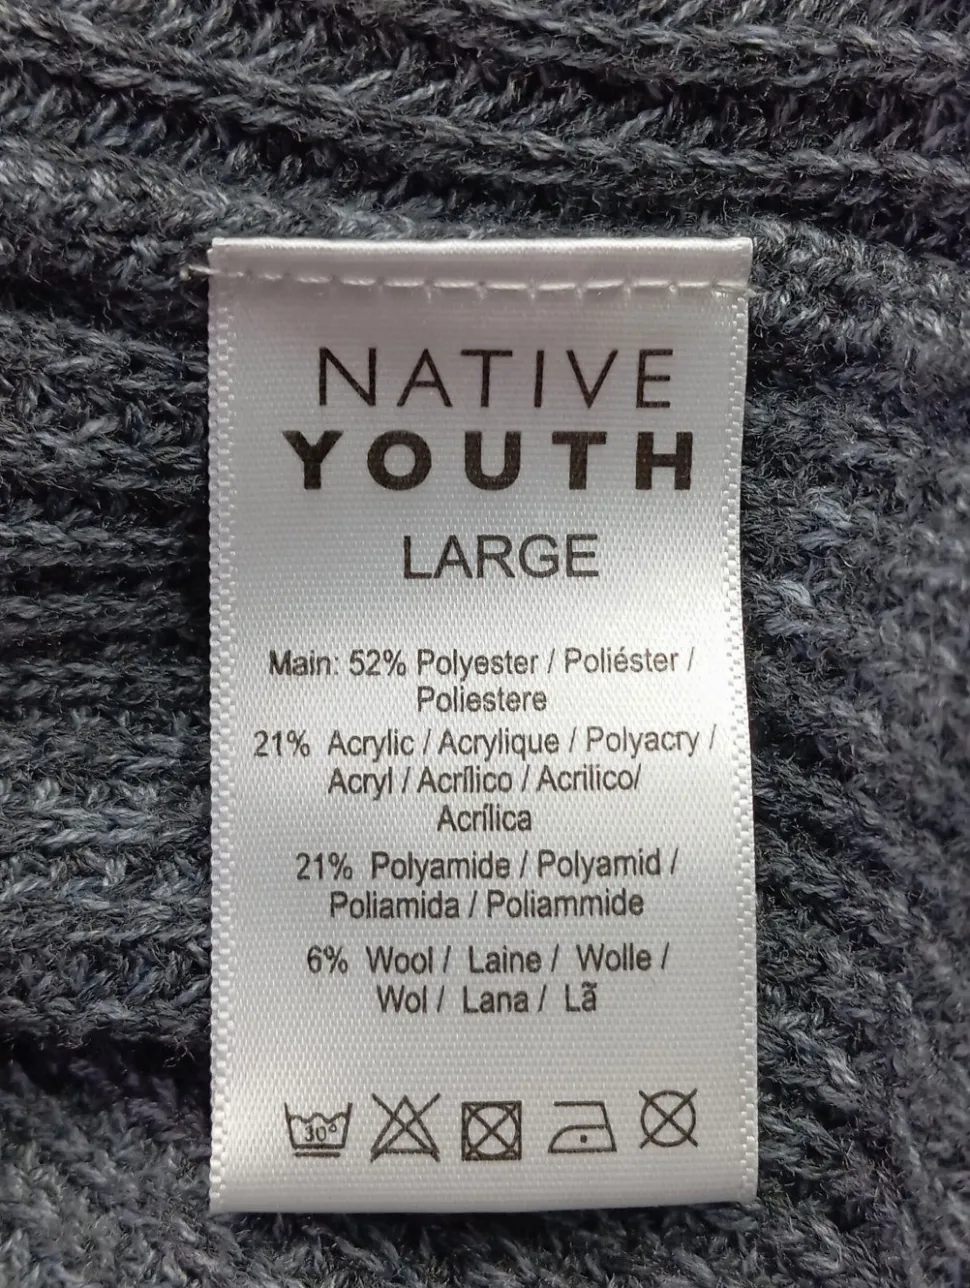 NATIVE
YOUTH
LARGE
Main: 52% Polyester / Poliéster /
Poliestere
21% Acrylic / Acrylique / Polyacry /
Acryl / Acrílico / Acrilico/
Acrílica
21% Polyamide / Polyamid /
Poliamida / Poliammide
6% Wool / Laine / Wolle /
Wol / Lana / Lã
30°